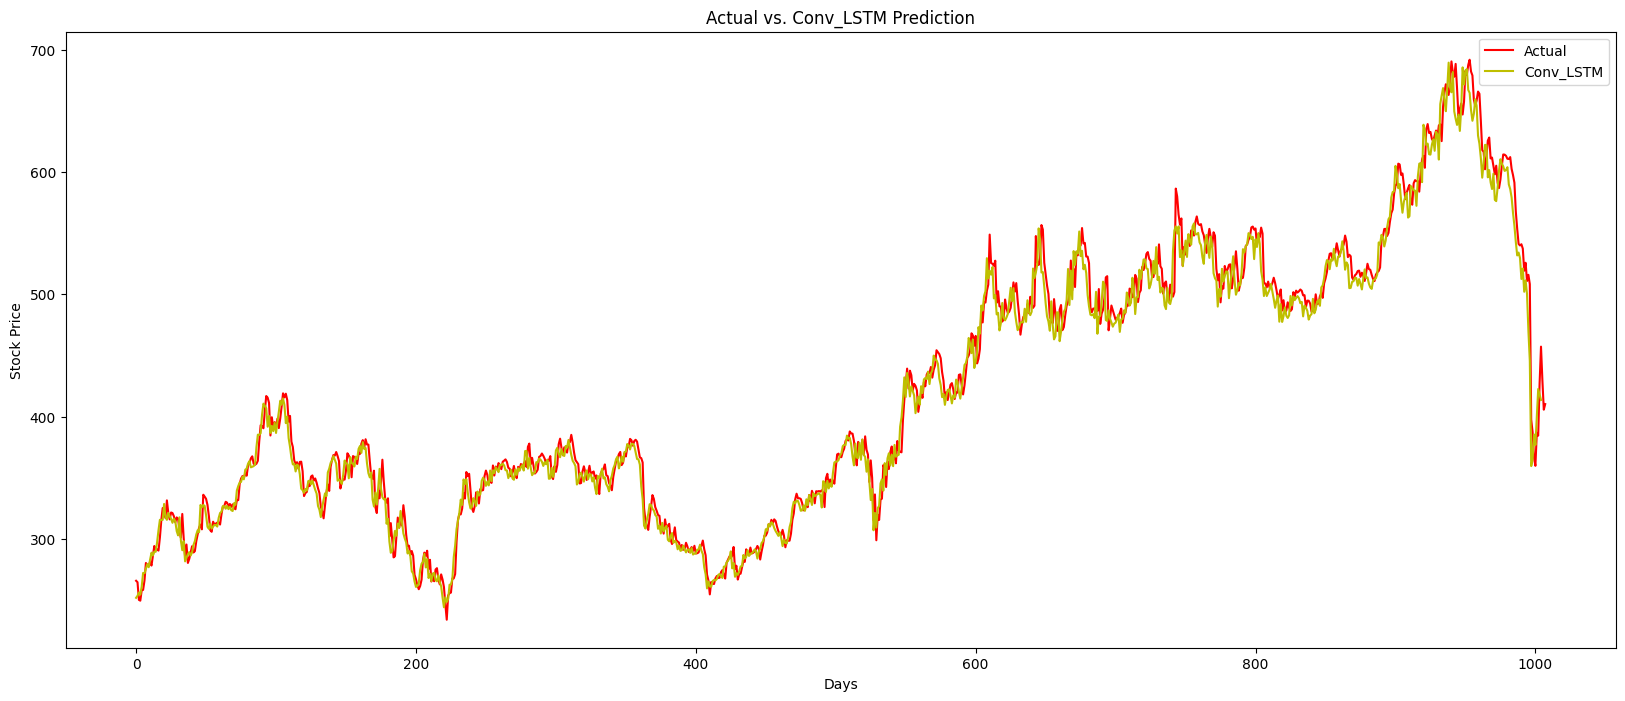 Actual vs. Conv_LSTM Prediction
Actual
Conv_LSTM
Stock Price
700
600
500
400
300
0 200 400 600 800 1000
Days